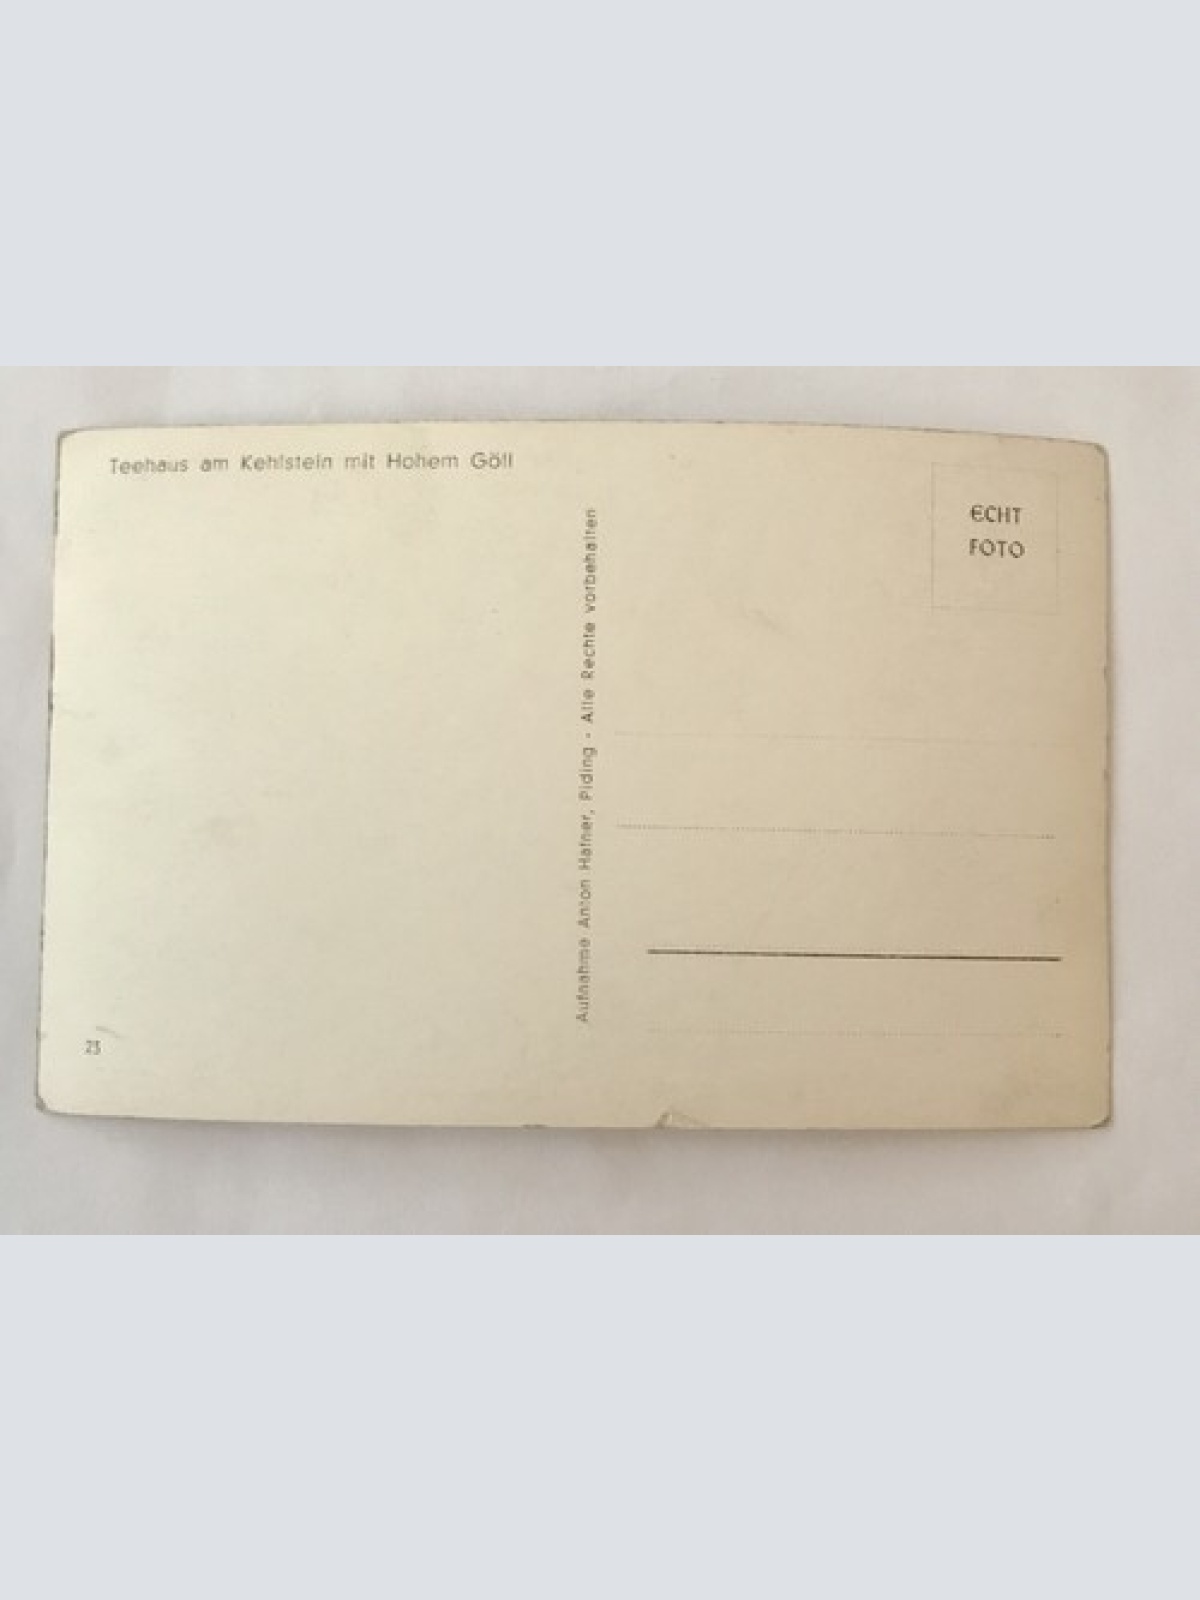 Teehaus am Kehlstein mit Hohem Göll
ECHT
FOTO
Aufnahme Anton Hafner, Piding - Alle Rechte vorbehalten
23